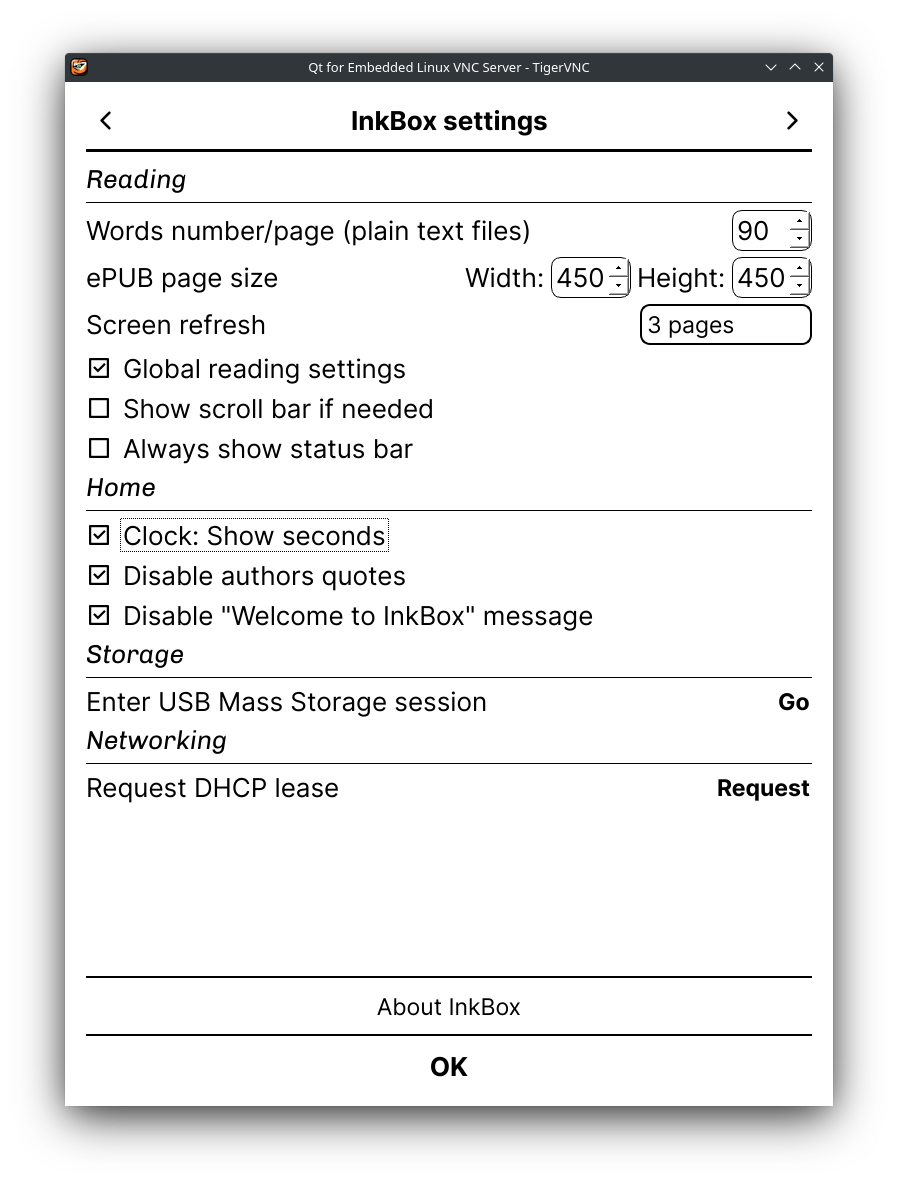 Qt for Embedded Linux VNC Server - TigerVNC
InkBox settings
Reading
Words number/page (plain text files) 90
ePUB page size Width: 450 Height: 450
Screen refresh 3 pages
Global reading settings
Show scroll bar if needed
Always show status bar
Home
Clock: Show seconds
Disable authors quotes
Disable "Welcome to InkBox" message
Storage
Enter USB Mass Storage session Go
Networking
Request DHCP lease Request
About InkBox
OK